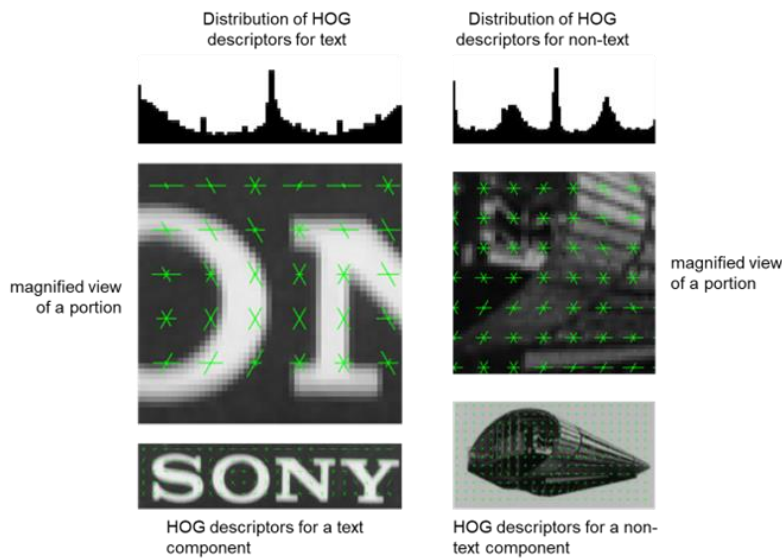 Distribution of HOG
descriptors for text
Distribution of HOG
descriptors for non-text
magnified view
of a portion
magnified view
of a portion
ON
SONY
HOG descriptors for a text
component
HOG descriptors for a non-
text component